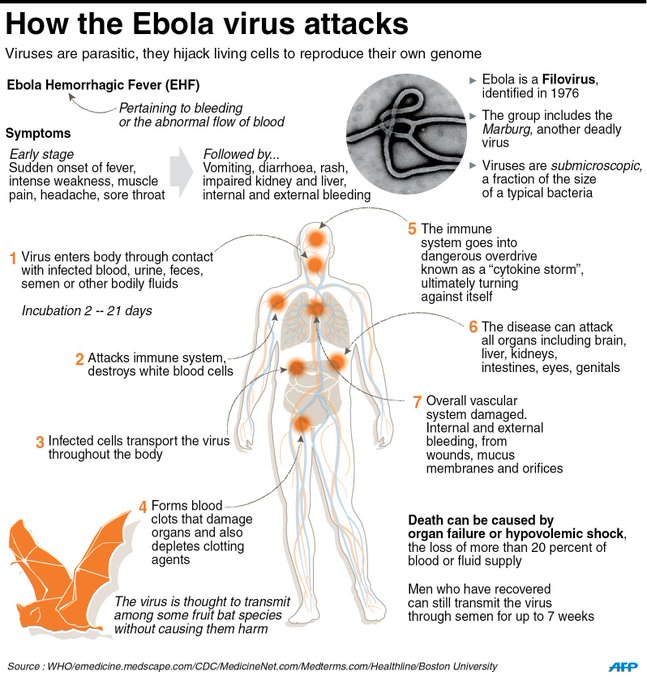 How the Ebola virus attacks
Viruses are parasitic, they hijack living cells to reproduce their own genome
Ebola Hemorrhagic Fever (EHF)
Pertaining to bleeding
or the abnormal flow of blood
Symptoms
Early stage
Sudden onset of fever,
intense weakness, muscle
pain, headache, sore throat
Followed by...
Vomiting, diarrhoea, rash,
impaired kidney and liver,
internal and external bleeding
Ebola is a Filovirus,
identified in 1976
The group includes the
Marburg, another deadly
virus
Viruses are submicroscopic,
a fraction of the size
of a typical bacteria
1 Virus enters body through contact
with infected blood, urine, feces,
semen or other bodily fluids
Incubation 2 -- 21 days
2 Attacks immune system,
destroys white blood cells
3 Infected cells transport the virus
throughout the body
4 Forms blood
clots that damage
organs and also
depletes clotting
agents
5 The immune
system goes into
dangerous overdrive
known as a “cytokine storm”,
ultimately turning
against itself
6 The disease can attack
all organs including brain,
liver, kidneys,
intestines, eyes, genitals
7 Overall vascular
system damaged.
Internal and external
bleeding, from
wounds, mucus
membranes and orifices
The virus is thought to transmit
among some fruit bat species
without causing them harm
Death can be caused by
organ failure or hypovolemic shock,
the loss of more than 20 percent of
blood or fluid supply
Men who have recovered
can still transmit the virus
through semen for up to 7 weeks
Source : WHO/emedicine.medscape.com/CDC/MedicineNet.com/Medterms.com/Healthline/Boston University
AFP